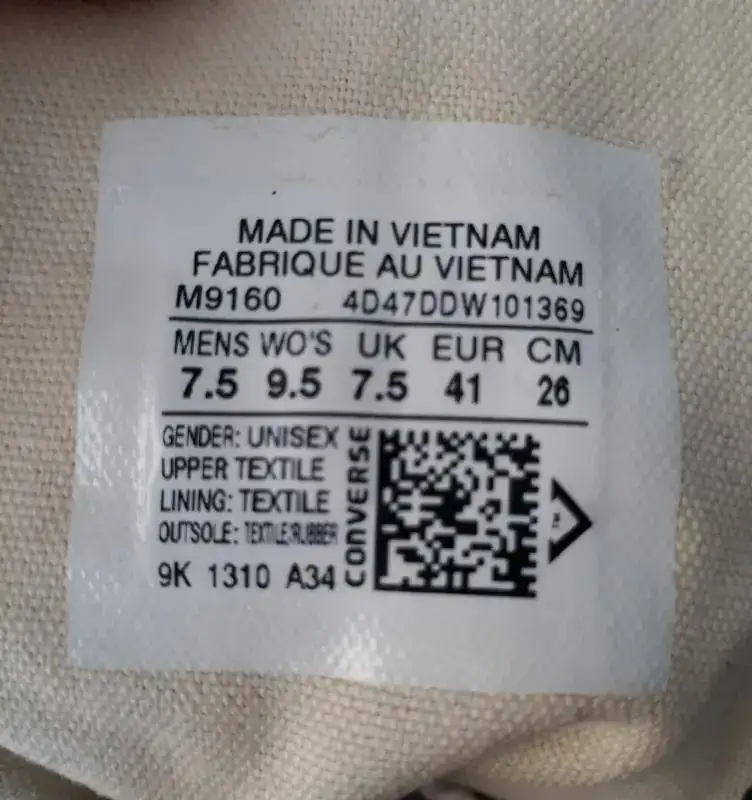 MADE IN VIETNAM
FABRIQUE AU VIETNAM
M9160 4D47DDW101369
MENS WO'S UK EUR CM
7.5 9.5 7.5 41 26
GENDER: UNISEX
UPPER TEXTILE
LINING: TEXTILE
OUTSOLE: TEXTILE/RUBBER
9K 1310 A34
CONVERSE